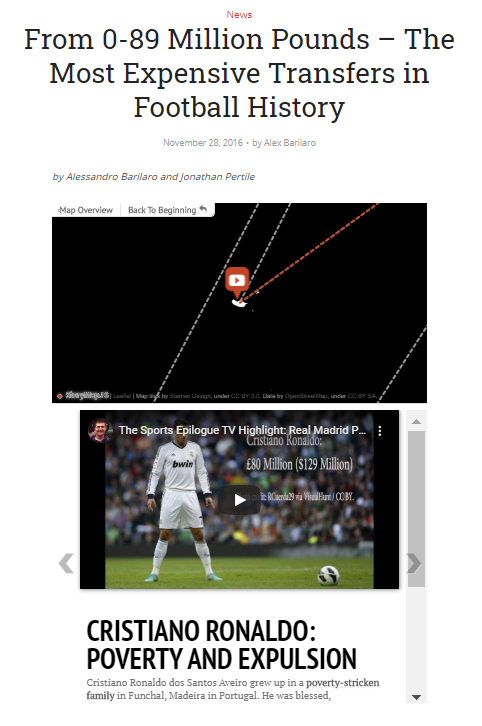 News
From 0-89 Million Pounds – The
Most Expensive Transfers in
Football History
November 28, 2016 • by Alex Barilaro
by Alessandro Barilaro and Jonathan Pertile
Map Overview
Back To Beginning
StoryMapJS | Leaflet | Map tiles by Stamen Design, under CC BY 3.0. Data by OpenStreetMap, under CC BY SA.
The Sports Epilogue TV Highlight: Real Madrid P...
Cristiano Ronaldo:
£80 Million ($129 Million)
bwin
RCuerda29 via VisualHunt / CC BY.
CRISTIANO RONALDO:
POVERTY AND EXPULSION
Cristiano Ronaldo dos Santos Aveiro grew up in a poverty-stricken
family in Funchal, Madeira in Portugal. He was blessed,